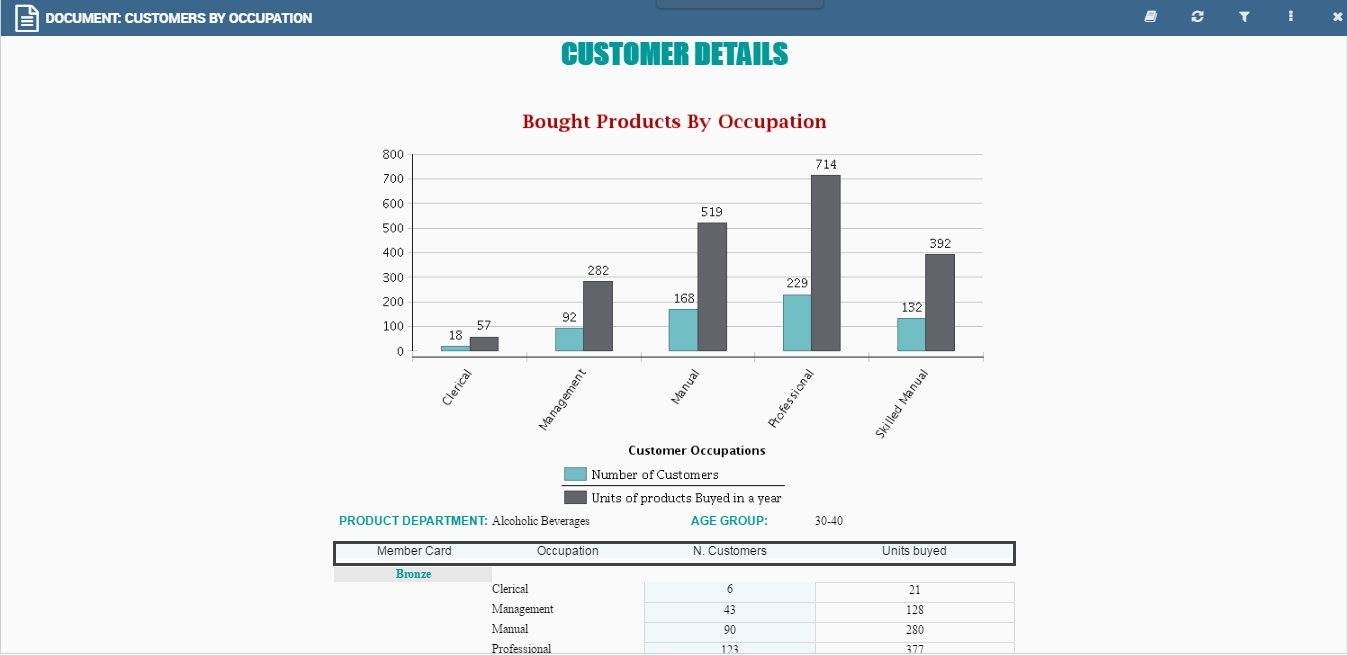 DOCUMENT: CUSTOMERS BY OCCUPATION
CUSTOMER DETAILS
Bought Products By Occupation
800
700
600
500
400
300
200
100
0
18 57
92 282
168 519
229 714
132 392
Clerical
Management
Manual
Professional
Skilled Manual
Customer Occupations
Number of Customers
Units of products Buyed in a year
PRODUCT DEPARTMENT: Alcoholic Beverages AGE GROUP: 30-40
Member Card Occupation N. Customers Units buyed
Bronze
Clerical 6 21
Management 43 128
Manual 90 280
Professional 123 377